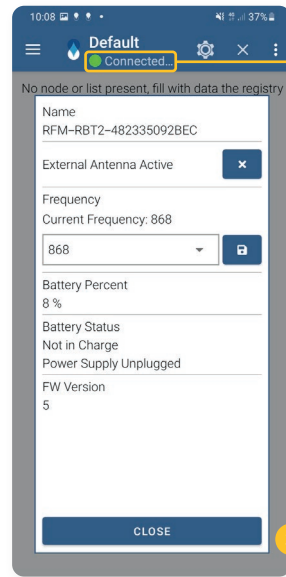 10:08
37%
Default
Connected...
No node or list present, fill with data the registry
Name
RFM-RBT2-482335092BEC
External Antenna Active
Frequency
Current Frequency: 868
868
Battery Percent
8 %
Battery Status
Not in Charge
Power Supply Unplugged
FW Version
5
CLOSE